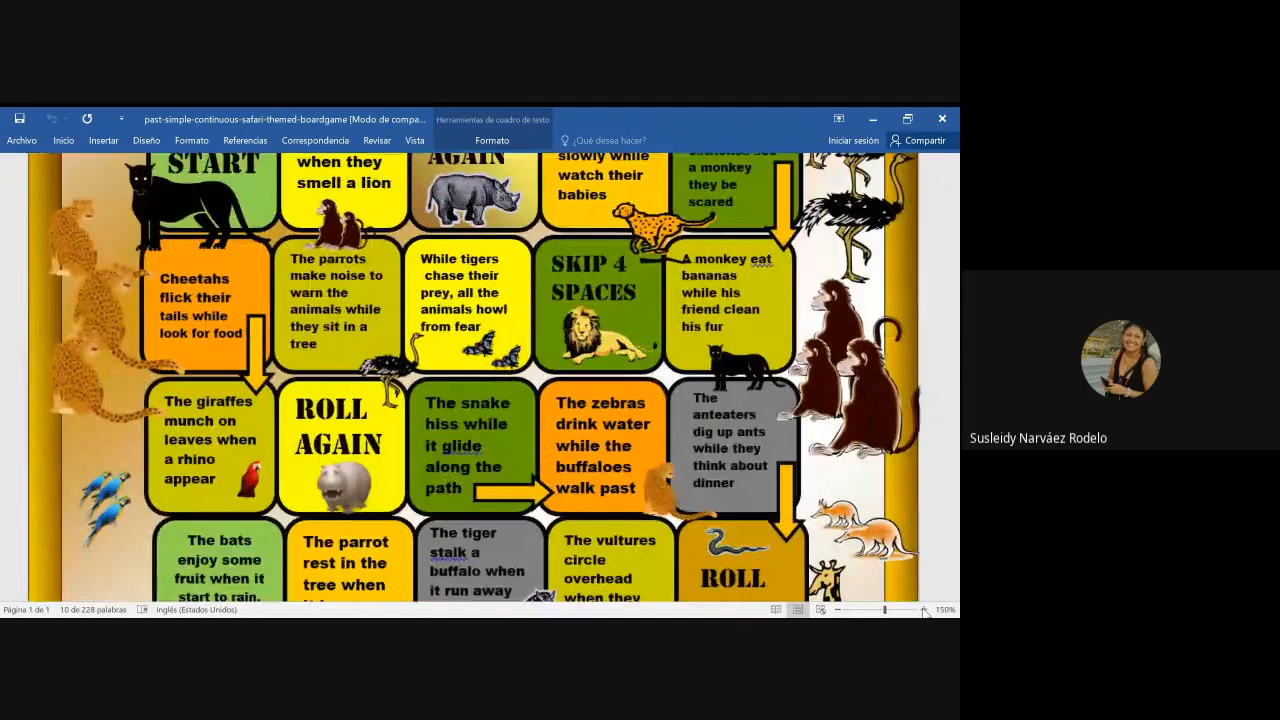 past-simple-continuous-safari-themed-boardgame [Modo de compa...
Herramientas de cuadro de texto
Archivo
Inicio
Insertar
Diseño
Formato
Referencias
Correspondencia
Revisar
Vista
Formato
¿Qué desea hacer?
Iniciar sesión
Compartir
START
when they
smell a lion
AGAIN
slowly while
watch their
babies
a monkey
they be
scared
Cheetahs
flick their
tails while
look for food
The parrots
make noise to
warn the
animals while
they sit in a
tree
While tigers
chase their
prey, all the
animals howl
from fear
SKIP 4
SPACES
A monkey eat
bananas
while his
friend clean
his fur
The giraffes
munch on
leaves when
a rhino
appear
ROLL
AGAIN
The snake
hiss while
it glide
along the
path
The zebras
drink water
while the
buffaloes
walk past
The
anteaters
dig up ants
while they
think about
dinner
The bats
enjoy some
fruit when it
start to rain.
The parrot
rest in the
tree when
The tiger
stalk a
buffalo when
it run away
The vultures
circle
overhead
when they
ROLL
Página 1 de 1
10 de 228 palabras
Inglés (Estados Unidos)
150%
Susleidy Narváez Rodelo